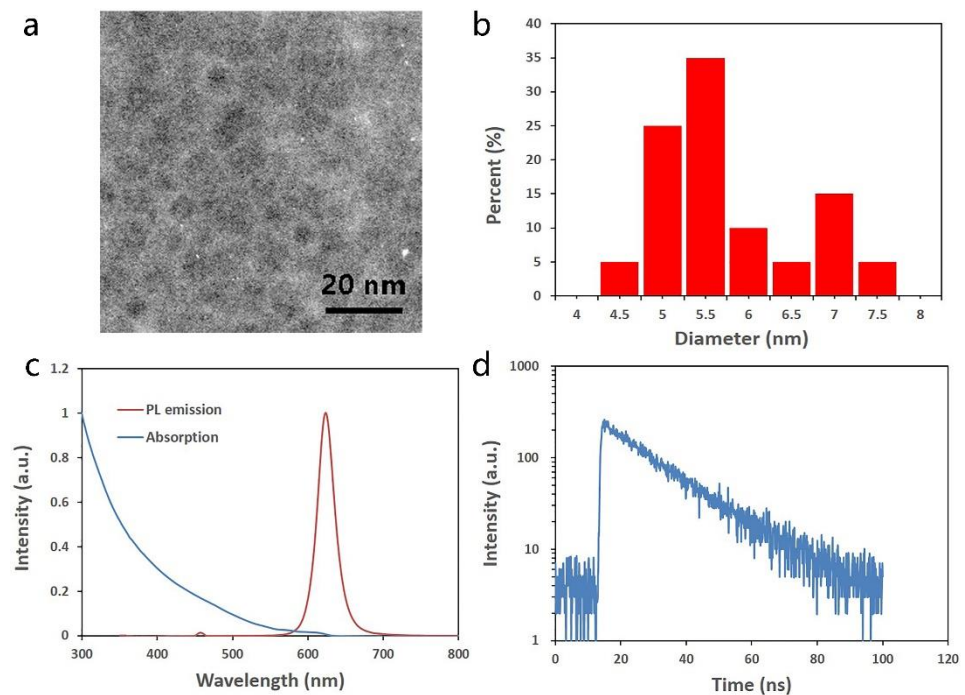 a
20 nm
b
40
35
30
25
20
15
10
5
0
Percent (%)
4 4.5 5 5.5 6 6.5 7 7.5 8
Diameter (nm)
c
1.2
1
0.8
0.6
0.4
0.2
0
Intensity (a.u.)
PL emission
Absorption
300 400 500 600 700 800
Wavelength (nm)
d
1000
100
10
1
Intensity (a.u.)
0 20 40 60 80 100 120
Time (ns)